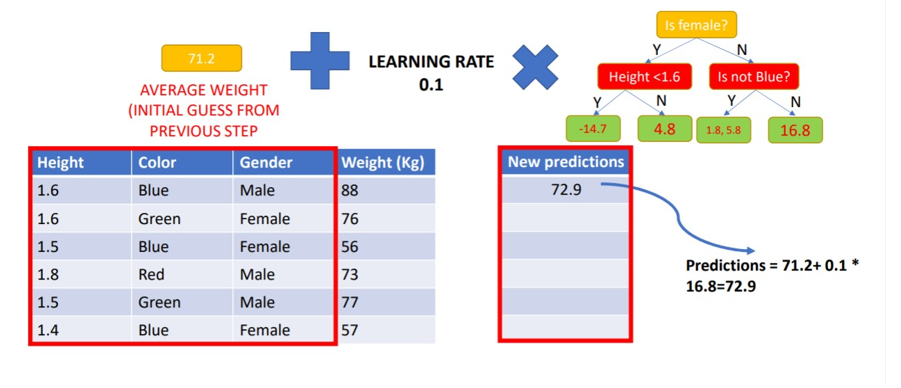 71.2
AVERAGE WEIGHT
(INITIAL GUESS FROM
PREVIOUS STEP
LEARNING RATE
0.1
Is female?
Y N
Height <1.6 Is not Blue?
Y N Y N
-14.7 4.8 1.8, 5.8 16.8
Height Color Gender Weight (Kg)
1.6 Blue Male 88
1.6 Green Female 76
1.5 Blue Female 56
1.8 Red Male 73
1.5 Green Male 77
1.4 Blue Female 57
New predictions
72.9
Predictions = 71.2+ 0.1 *
16.8=72.9